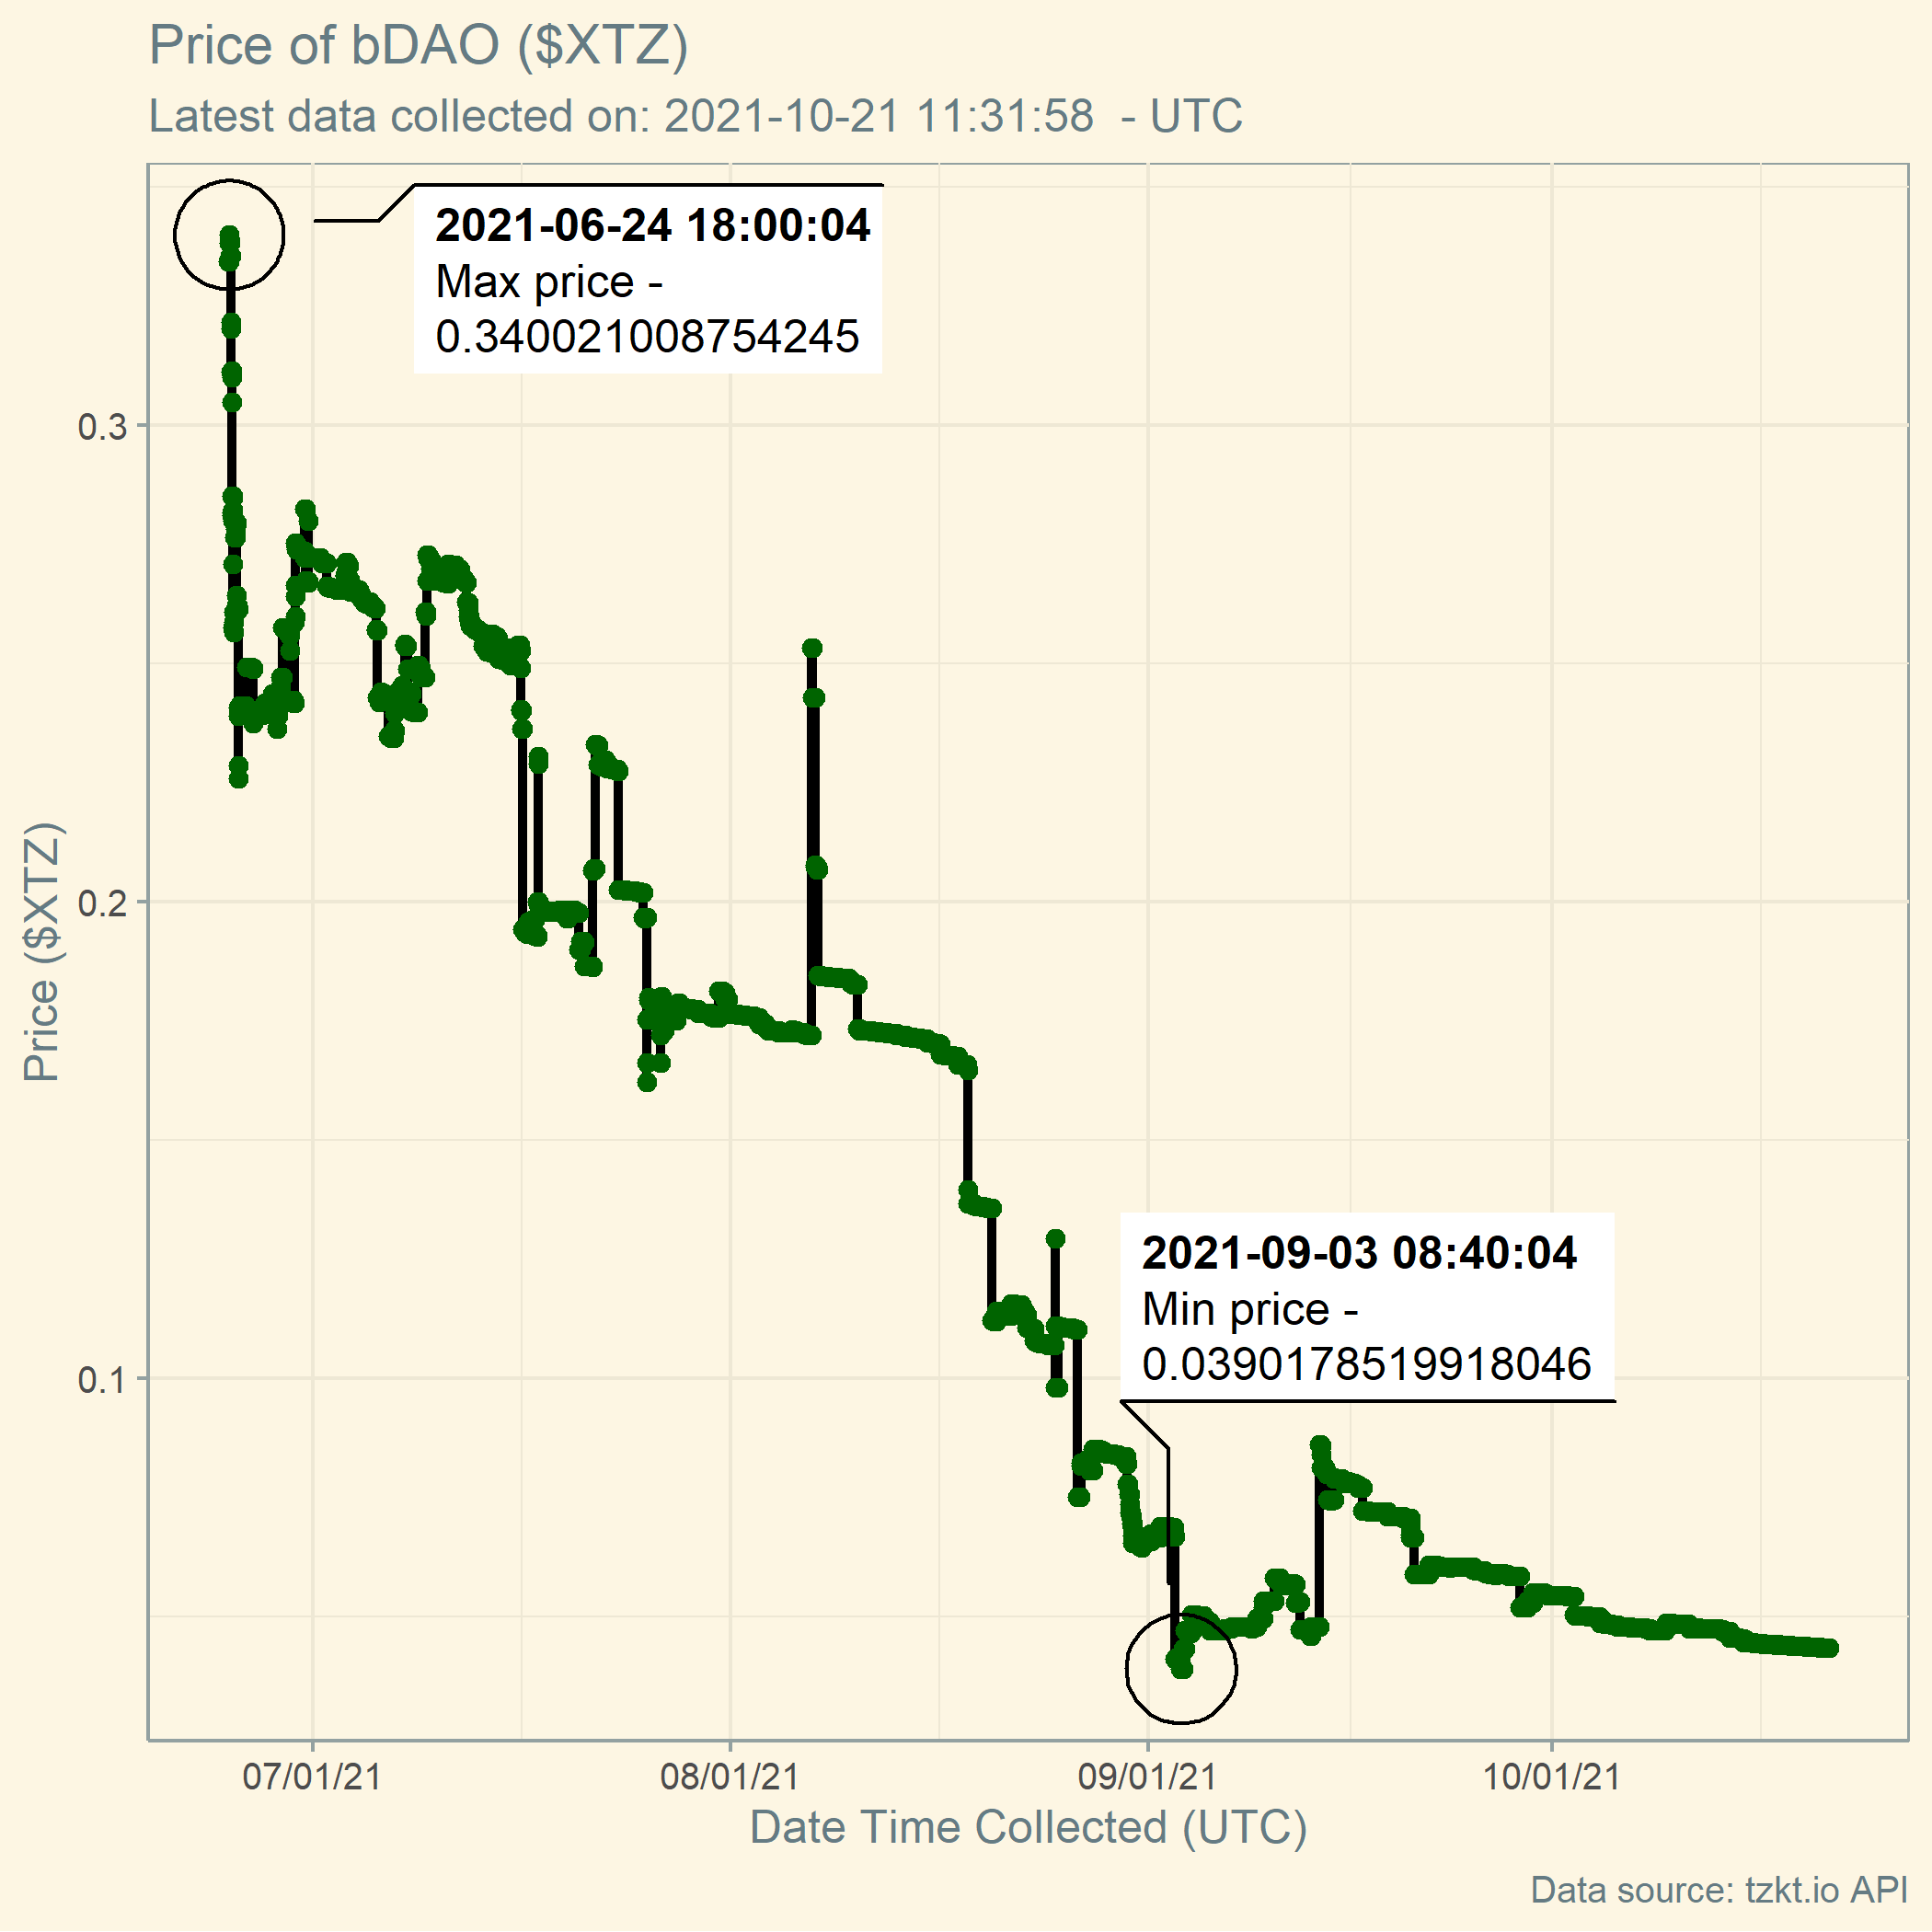 Price of bDAO ($XTZ)
Latest data collected on: 2021-10-21 11:31:58  - UTC
2021-06-24 18:00:04
Max price -
0.340021008754245
0.3
0.2
0.1
Price ($XTZ)
2021-09-03 08:40:04
Min price -
0.0390178519918046
07/01/21
08/01/21
09/01/21
10/01/21
Date Time Collected (UTC)
Data source: tzkt.io API